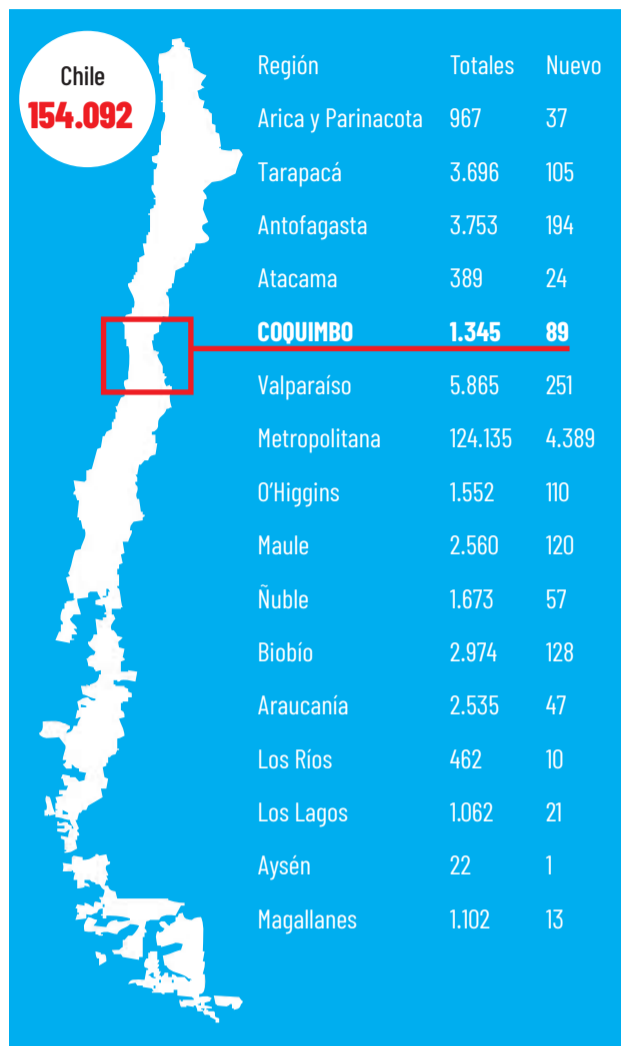 Chile
154.092
Región Totales Nuevo
Arica y Parinacota 967 37
Tarapacá 3.696 105
Antofagasta 3.753 194
Atacama 389 24
COQUIMBO 1.345 89
Valparaíso 5.865 251
Metropolitana 124.135 4.389
O’Higgins 1.552 110
Maule 2.560 120
Ñuble 1.673 57
Biobío 2.974 128
Araucanía 2.535 47
Los Ríos 462 10
Los Lagos 1.062 21
Aysén 22 1
Magallanes 1.102 13